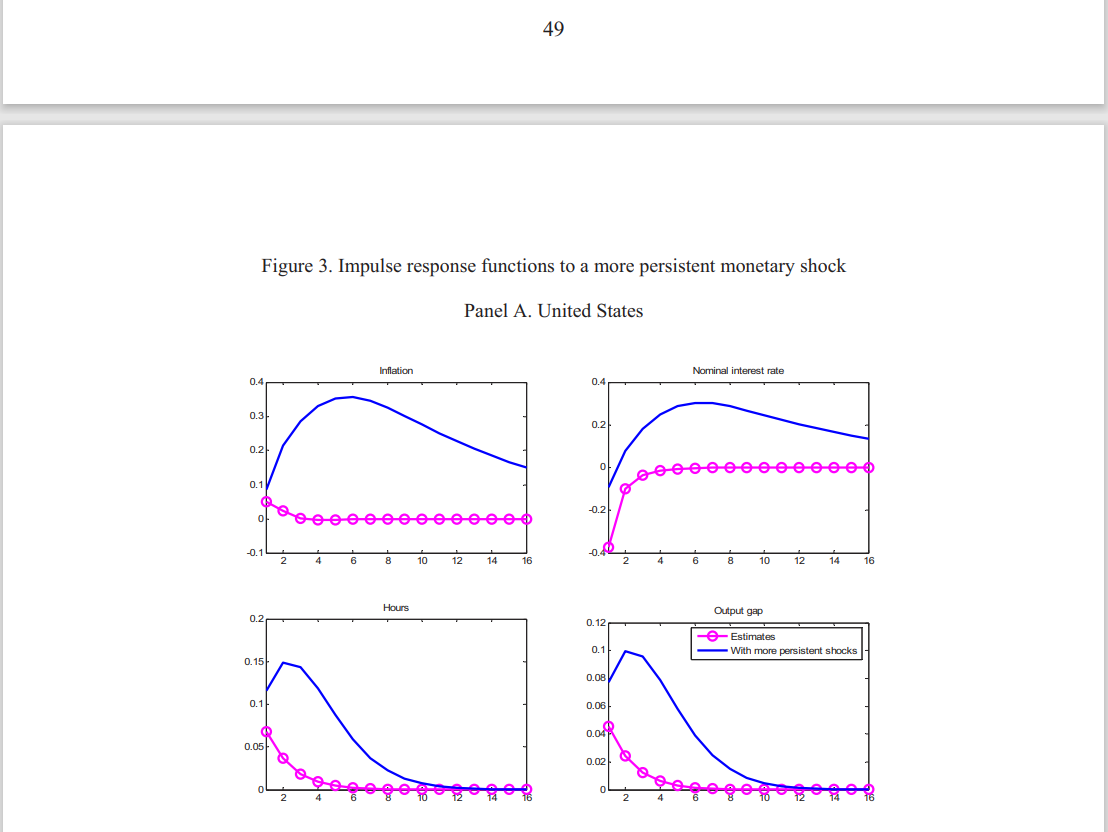 49
Figure 3. Impulse response functions to a more persistent monetary shock
Panel A. United States
Inflation
0.4
0.3
0.2
0.1
0
-0.1
2 4 6 8 10 12 14 16
Nominal interest rate
0.4
0.2
0
-0.2
-0.4
2 4 6 8 10 12 14 16
Hours
0.2
0.15
0.1
0.05
0
2 4 6 8 10 12 14 16
Output gap
0.12
0.1
0.08
0.06
0.04
0.02
0
Estimates
With more persistent shocks
2 4 6 8 10 12 14 16